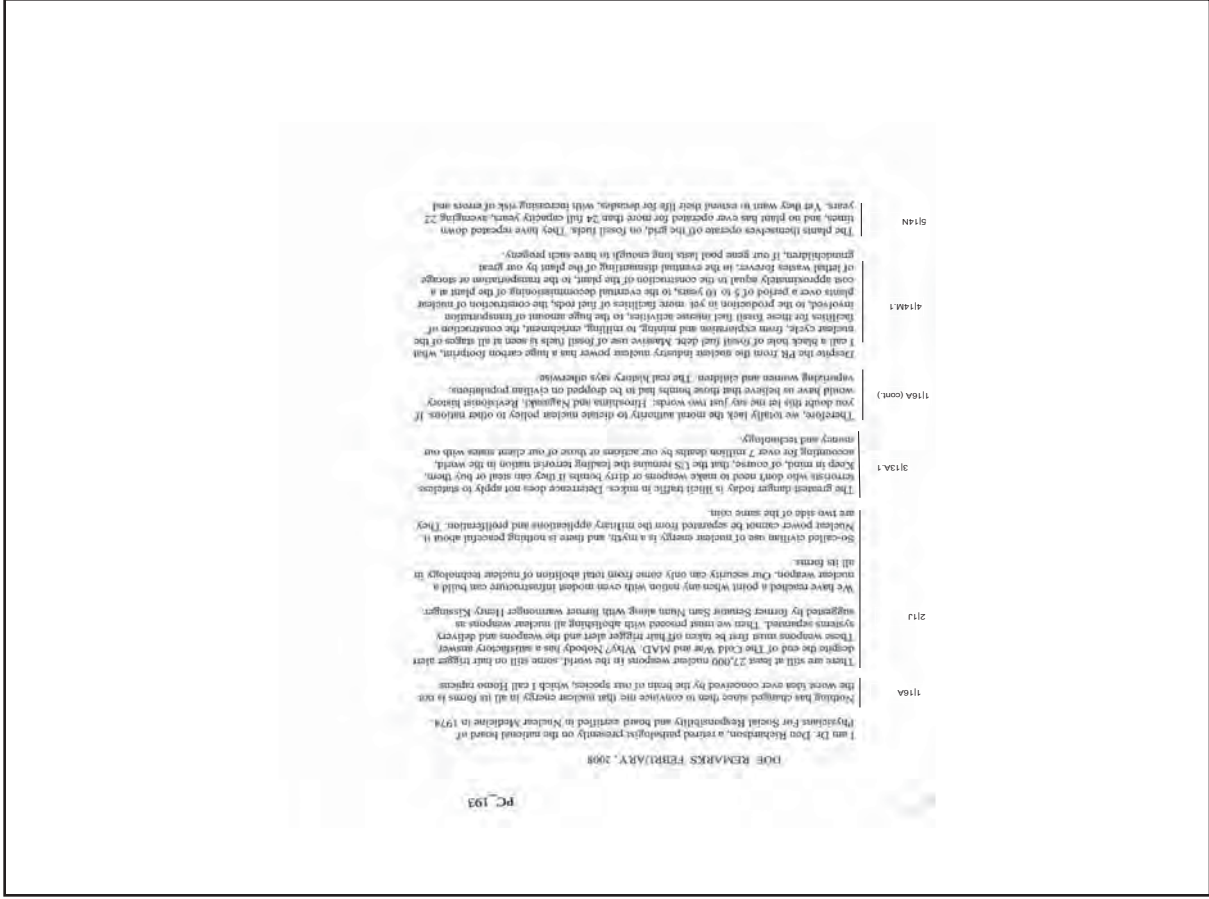 PC_193
DOE REMARKS FEBRUARY, 2008
I am Dr. Don Richardson, a retired pathologist presently on the national board of
Physicians For Social Responsibility and board certified in Nuclear Medicine in 1974.
1|16A
Nothing has changed since then to convince me that nuclear energy in all its forms is not
the worst idea ever conceived by the brain of our species, which I call Homo rapiens
2|1J
There are still at least 27,000 nuclear weapons in the world, some still on hair trigger alert
despite the end of The Cold War and MAD. Why? Nobody has a satisfactory answer
These weapons must first be taken off hair trigger alert and the weapons and delivery
systems separated. Then we must proceed with abolishing all nuclear weapons as
suggested by former Senator Sam Nunn along with former warmonger Henry Kissinger.
We have reached a point when any nation with even modest infrastructure can build a
nuclear weapon. Our security can only come from total abolition of nuclear technology in
all its forms
So-called civilian use of nuclear energy is a myth, and there is nothing peaceful about it.
Nuclear power cannot be separated from the military applications and proliferation. They
are two side of the same coin.
3|13A.1
The greatest danger today is illicit traffic in nukes. Deterrence does not apply to stateless
terrorists who don't need to make weapons or dirty bombs if they can steal or buy them,
Keep in mind, of course, that the US remains the leading terrorist nation in the world,
accounting for over 7 million deaths by our actions or those of our client states with our
money and technology.
1|16A (cont.)
Therefore, we totally lack the moral authority to dictate nuclear policy to other nations. If
you doubt this let me say just two words: Hiroshima and Nagasaki. Revisionist history
would have us believe that those bombs had to be dropped on civilian populations,
vaporizing women and children. The real history says otherwise
4|14M.1
Despite the PR from the nuclear industry nuclear power has a huge carbon footprint, what
I call a black hole of fossil fuel debt. Massive use of fossil fuels is seen at all stages of the
nuclear cycle, from exploration and mining, to milling, enrichment, the construction of
facilities for these fossil fuel intense activities, to the huge amount of transportation
involved, to the production in yet more facilities of fuel rods, the construction of nuclear
plants over a period of 5 to 10 years, to the eventual decommissioning of the plant at a
cost approximately equal to the construction of the plant, to the transportation or storage
of lethal wastes forever, in the eventual dismantling of the plant by our great
grandchildren, if our gene pool lasts long enough to have such progeny.
5|14N
The plants themselves operate off the grid, on fossil fuels. They have repeated down
times, and no plant has ever operated for more than 24 full capacity years, averaging 22
years. Yet they want to extend their life for decades, with increasing risk of errors and